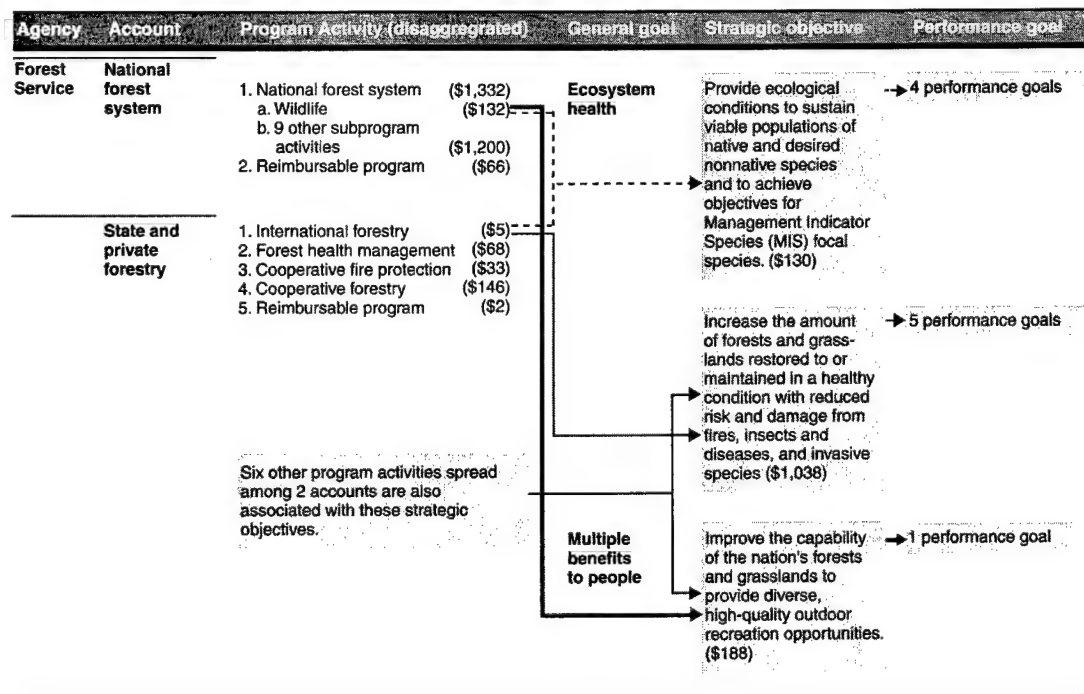 Agency Account Program Activity (disaggregrated) General goal Strategic objective Performance goal
Forest
Service
National
forest
system
1. National forest system ($1,332)
a. Wildlife ($132)
b. 9 other subprogram
activities ($1,200)
2. Reimbursable program ($66)
Ecosystem
health
Provide ecological
conditions to sustain
viable populations of
native and desired
nonnative species
and to achieve
objectives for
Management Indicator
Species (MIS) focal
species. ($130)
4 performance goals
State and
private
forestry
1. International forestry ($5)
2. Forest health management ($68)
3. Cooperative fire protection ($33)
4. Cooperative forestry ($146)
5. Reimbursable program ($2)
Increase the amount
of forests and grass-
lands restored to or
maintained in a healthy
condition with reduced
risk and damage from
fires, insects and
diseases, and invasive
species ($1,038)
5 performance goals
Six other program activities spread
among 2 accounts are also
associated with these strategic
objectives.
Multiple
benefits
to people
Improve the capability
of the nation's forests
and grasslands to
provide diverse,
high-quality outdoor
recreation opportunities.
($188)
1 performance goal